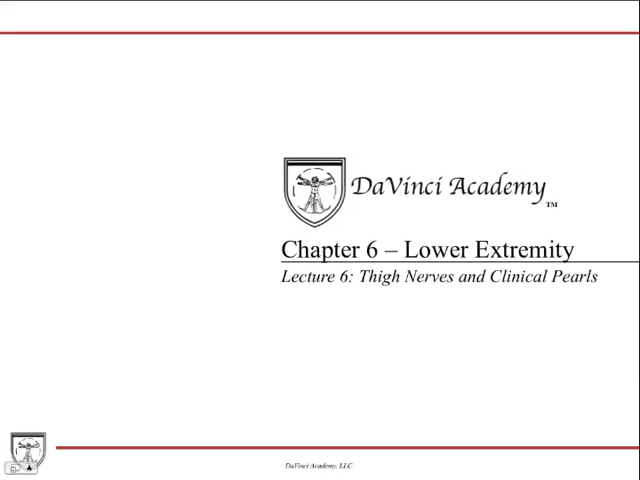 DaVinci Academy ™
Chapter 6 – Lower Extremity
Lecture 6: Thigh Nerves and Clinical Pearls
DaVinci Academy, LLC